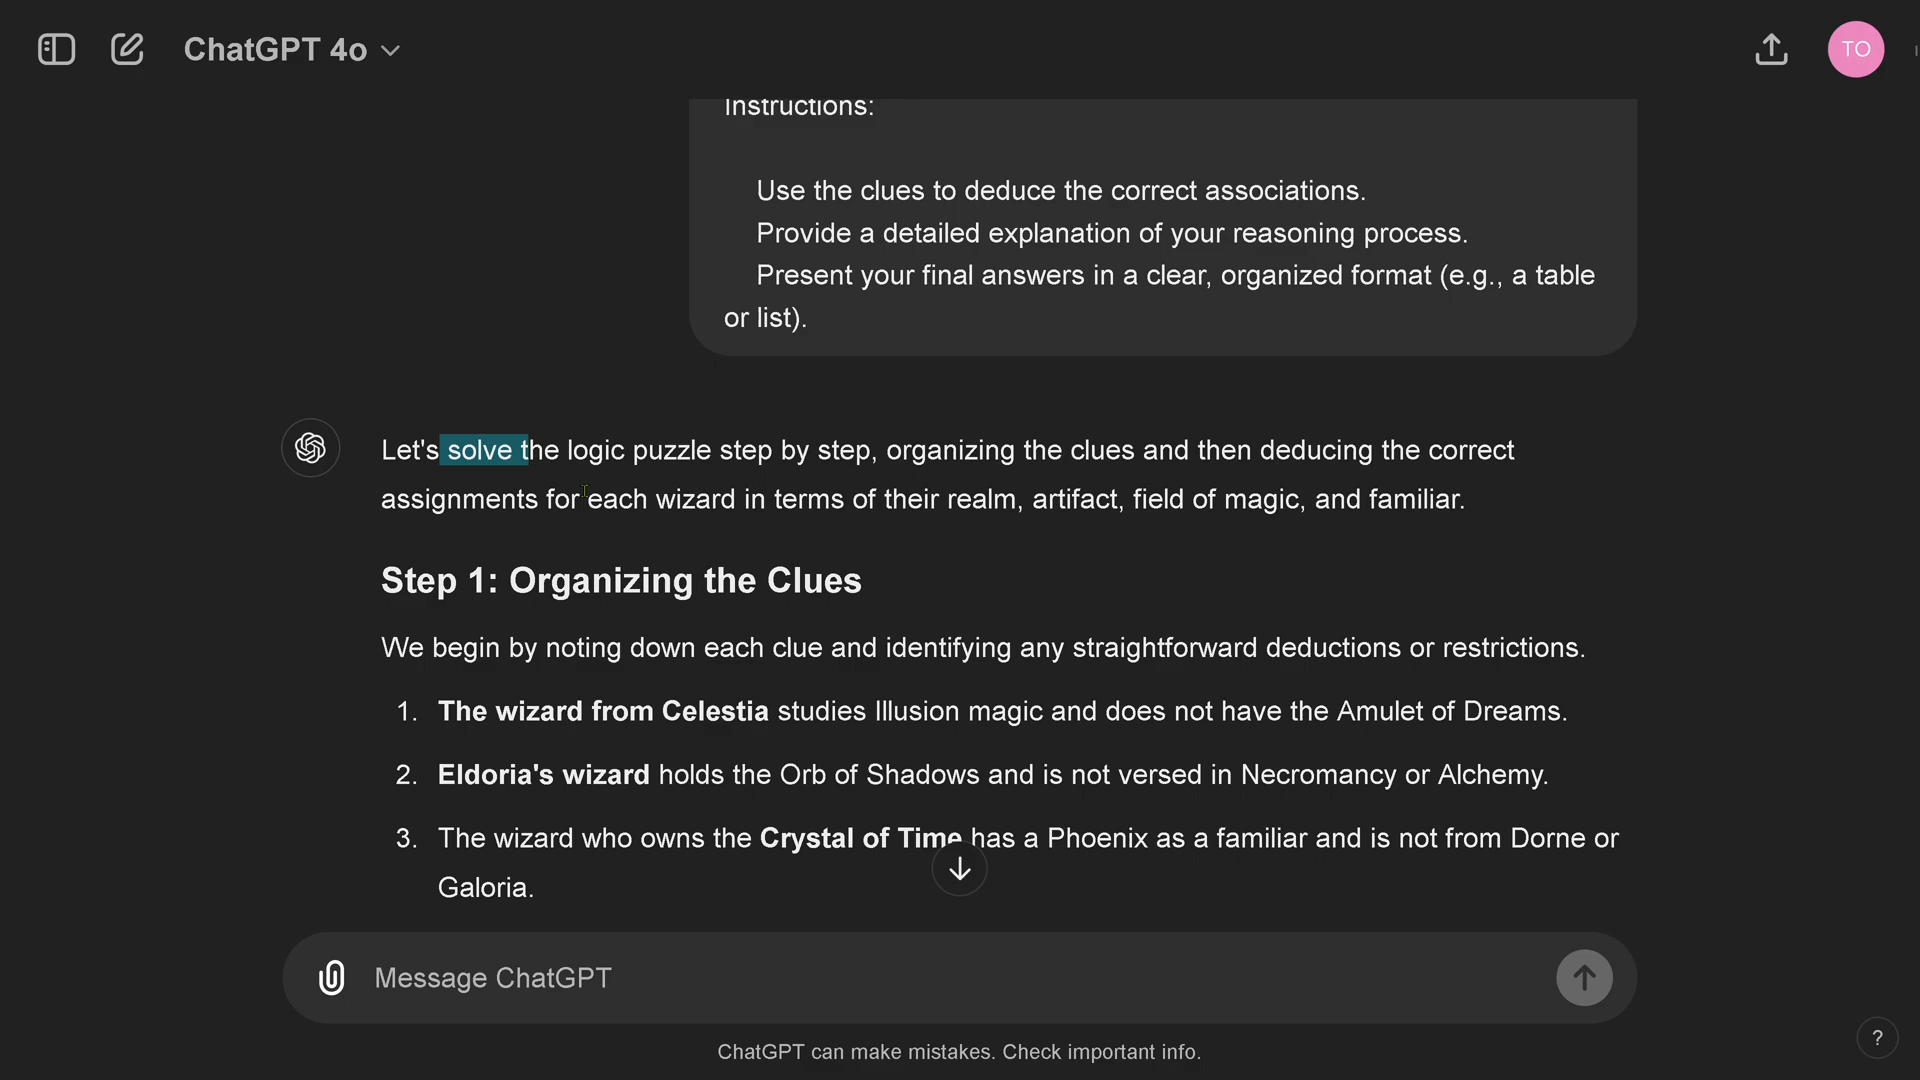 ChatGPT 4o
TO
Instructions:
Use the clues to deduce the correct associations.
Provide a detailed explanation of your reasoning process.
Present your final answers in a clear, organized format (e.g., a table
or list).
Let's solve the logic puzzle step by step, organizing the clues and then deducing the correct
assignments for each wizard in terms of their realm, artifact, field of magic, and familiar.
Step 1: Organizing the Clues
We begin by noting down each clue and identifying any straightforward deductions or restrictions.
1. The wizard from Celestia studies Illusion magic and does not have the Amulet of Dreams.
2. Eldoria's wizard holds the Orb of Shadows and is not versed in Necromancy or Alchemy.
3. The wizard who owns the Crystal of Time has a Phoenix as a familiar and is not from Dorne or
Galoria.
Message ChatGPT
ChatGPT can make mistakes. Check important info.
?